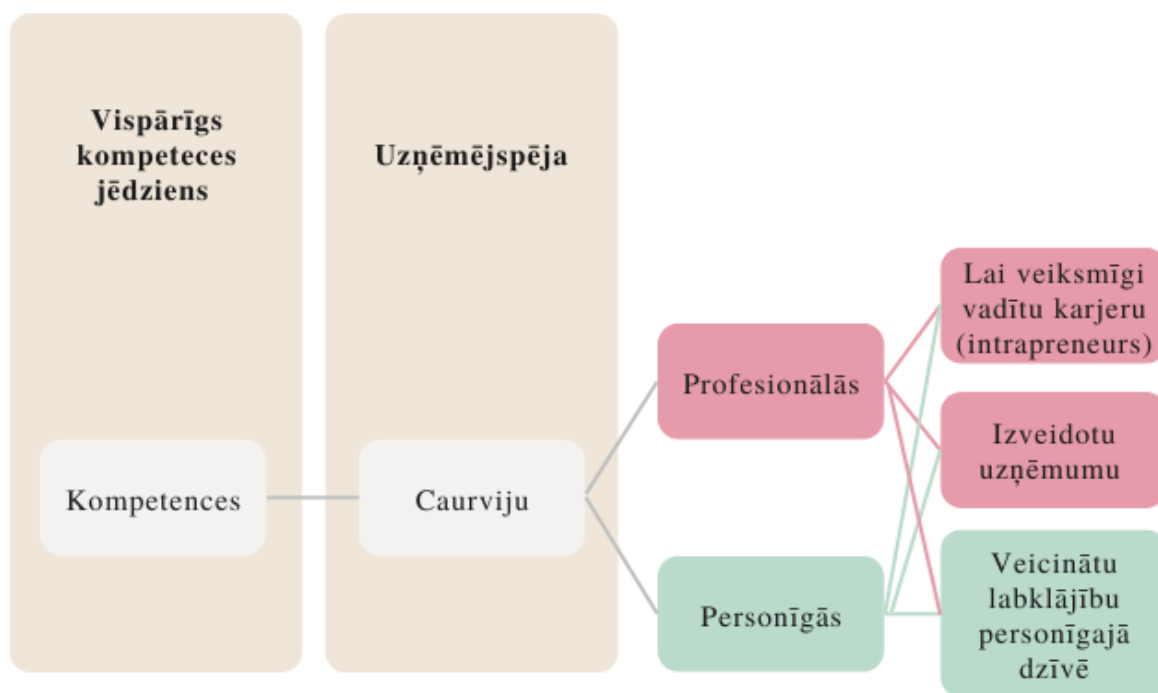 Vispārīgs
kompeteces
jēdziens
Uzņēmējspēja
Kompetences
Caurviju
Profesionālās
Personīgās
Lai veiksmīgi
vadītu karjeru
(intrapreneurs)
Izveidotu
uzņēmumu
Veicinātu
labklājību
personīgajā
dzīvē